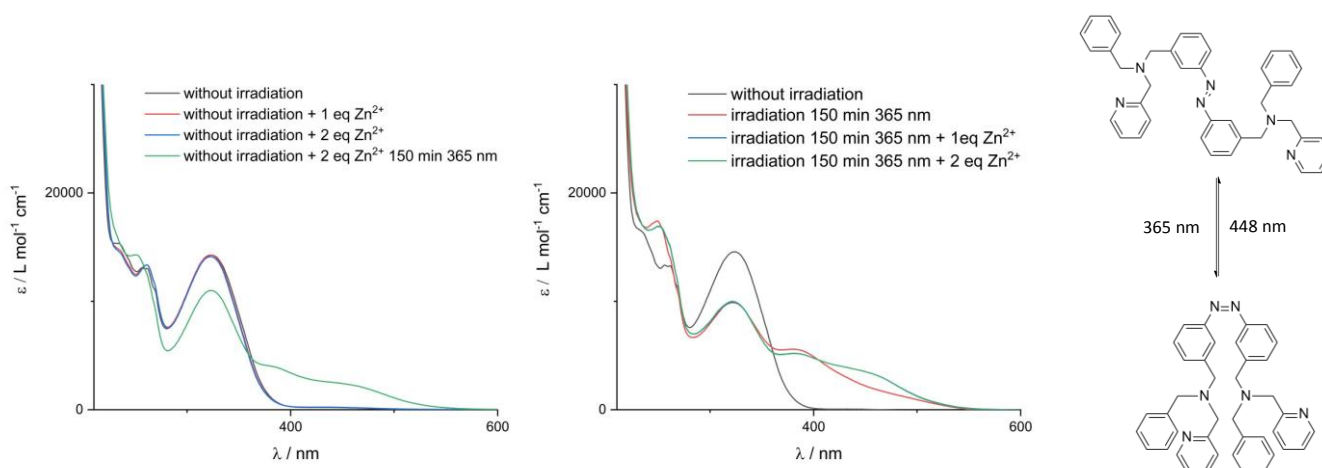 without irradiation
without irradiation + 1 eq Zn²⁺
without irradiation + 2 eq Zn²⁺
without irradiation + 2 eq Zn²⁺ 150 min 365 nm
20000
0
ε / L mol⁻¹ cm⁻¹
400
600
λ / nm
without irradiation
irradiation 150 min 365 nm
irradiation 150 min 365 nm + 1eq Zn²⁺
irradiation 150 min 365 nm + 2 eq Zn²⁺
20000
0
ε / L mol⁻¹ cm⁻¹
400
600
λ / nm
N
N
N
N
N
N
365 nm
448 nm
N=N
N
N
N
N